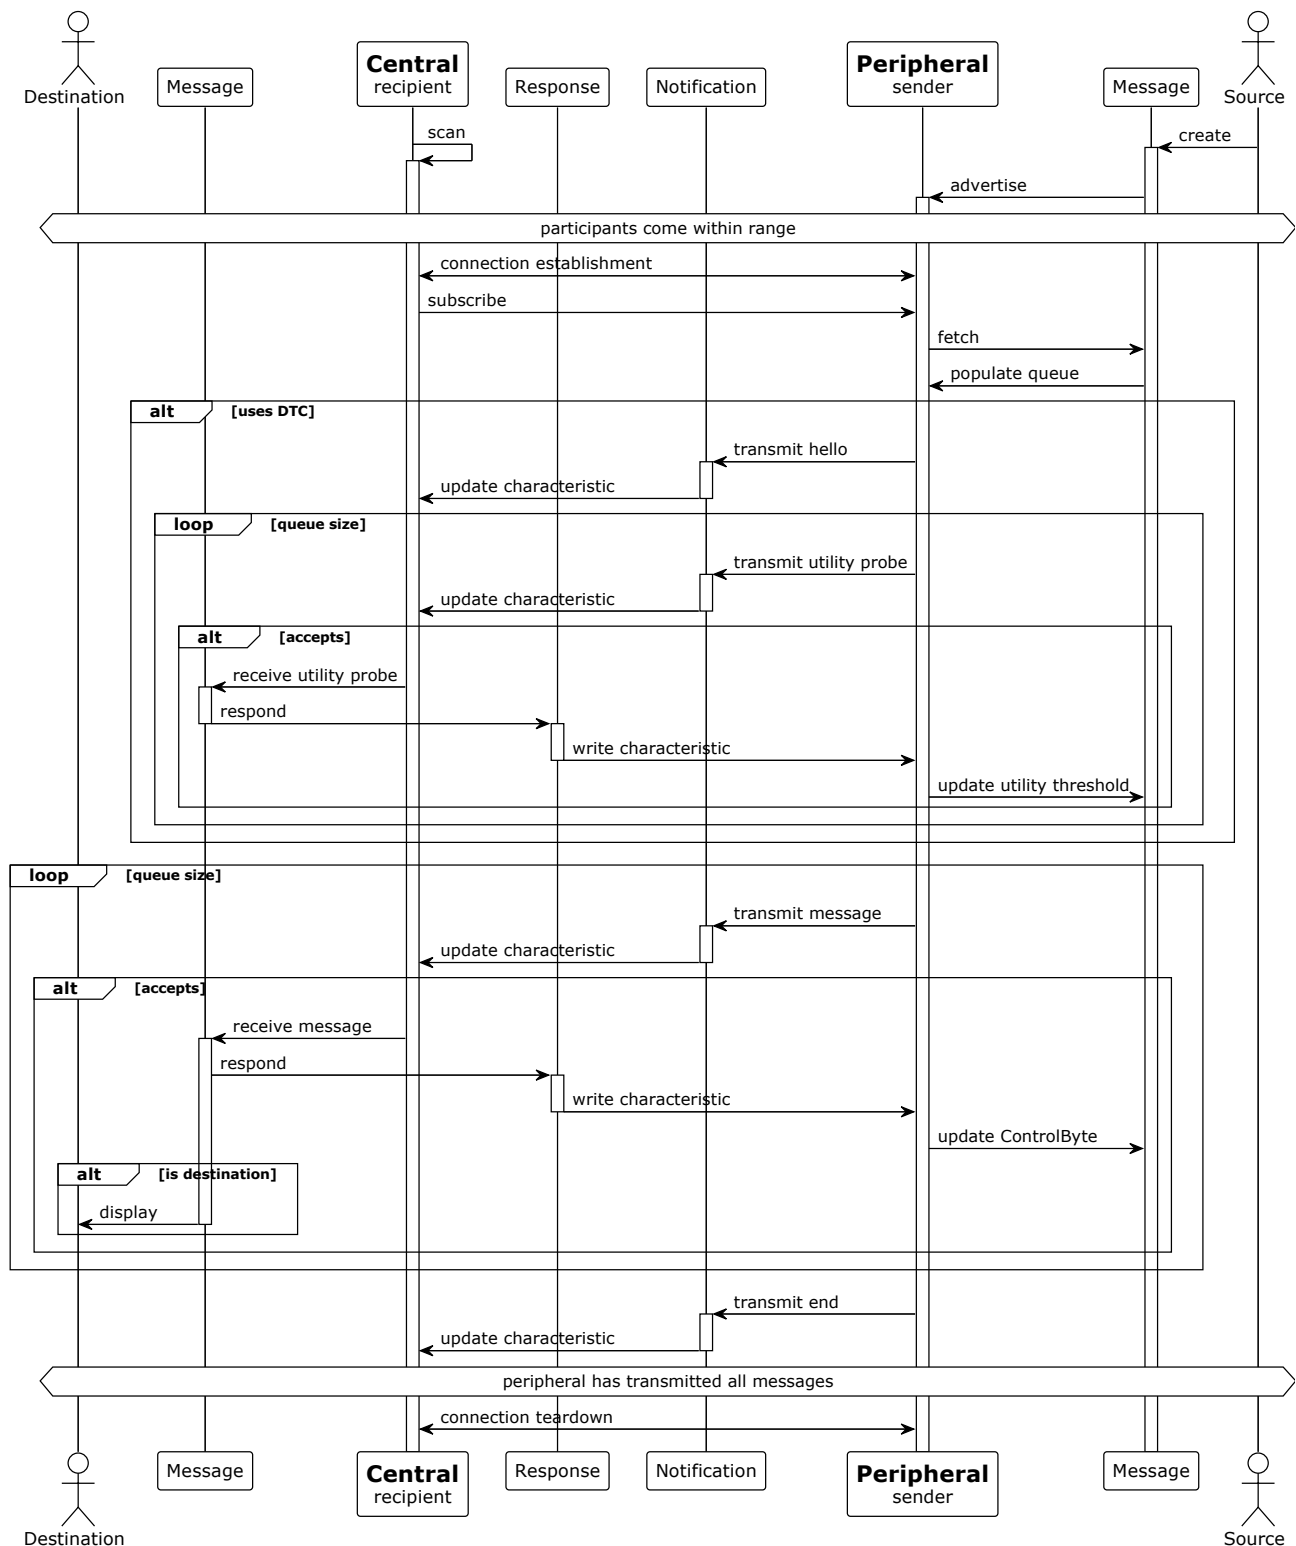 Destination
Message
Central
recipient
Response
Notification
Peripheral
sender
Message
Source
scan
create
advertise
participants come within range
connection establishment
subscribe
fetch
populate queue
alt [uses DTC]
transmit hello
update characteristic
loop [queue size]
transmit utility probe
update characteristic
alt [accepts]
receive utility probe
respond
write characteristic
update utility threshold
loop [queue size]
transmit message
update characteristic
alt [accepts]
receive message
respond
write characteristic
update ControlByte
alt [is destination]
display
transmit end
update characteristic
peripheral has transmitted all messages
connection teardown
Message
Central
recipient
Response
Notification
Peripheral
sender
Message
Destination
Source